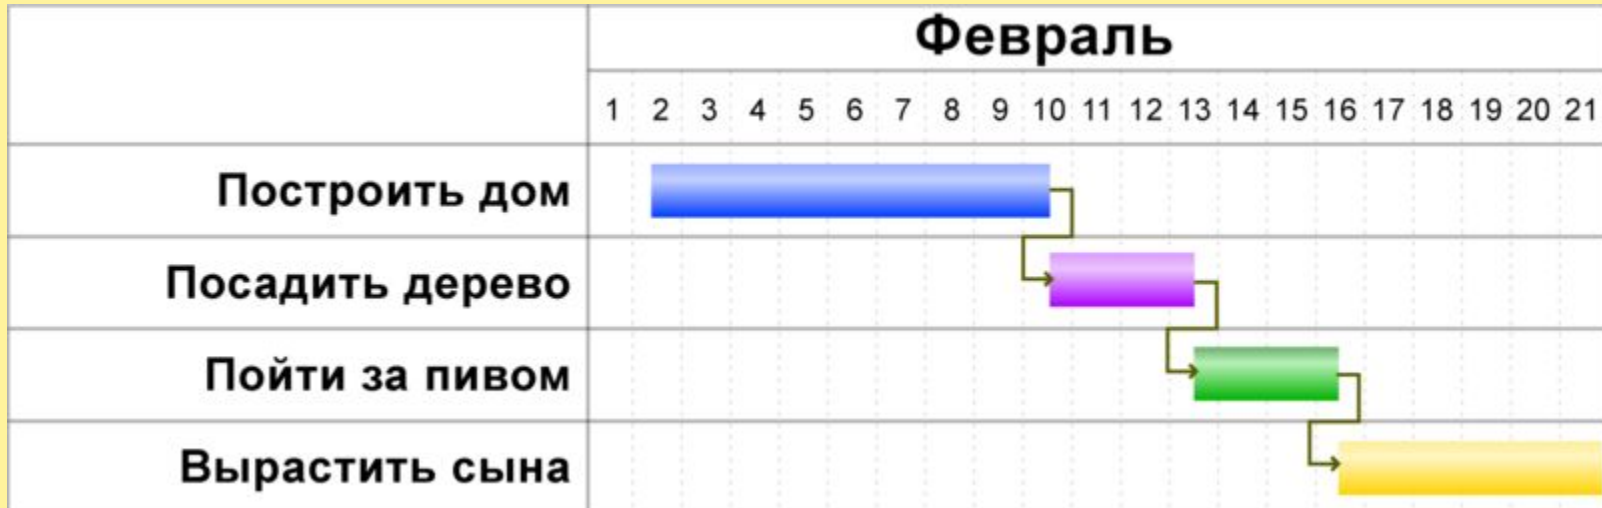 Февраль
1 2 3 4 5 6 7 8 9 10 11 12 13 14 15 16 17 18 19 20 21
Построить дом
Посадить дерево
Пойти за пивом
Вырастить сына